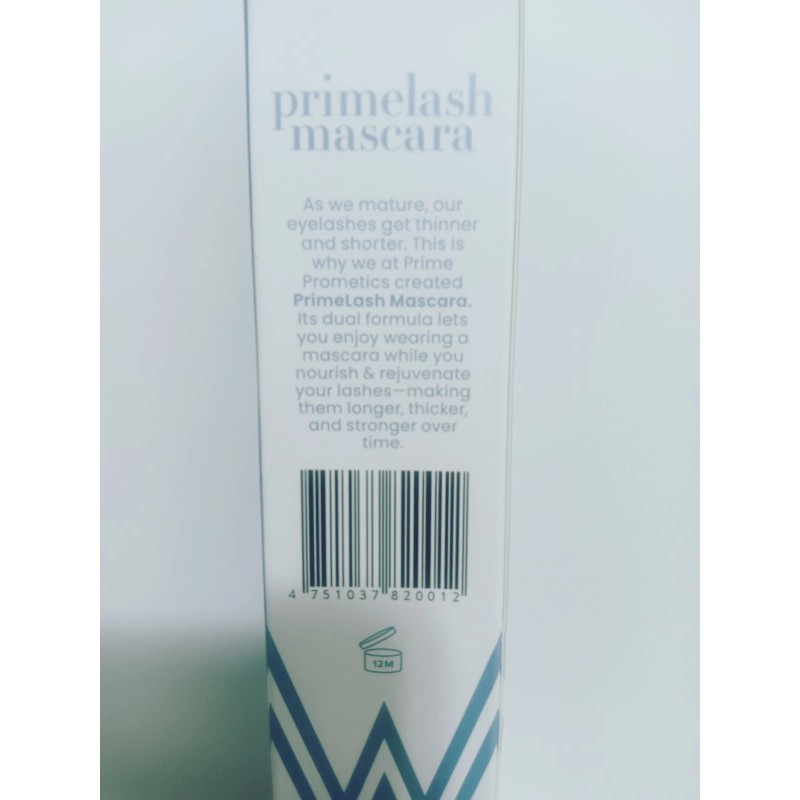 primelash
mascara
As we mature, our
eyelashes get thinner
and shorter. This is
why we at Prime
Prometics created
PrimeLash Mascara.
Its dual formula lets
you enjoy wearing a
mascara while you
nourish & rejuvenate
your lashes—making
them longer, thicker,
and stronger over
time.
4 751037 820012
12M